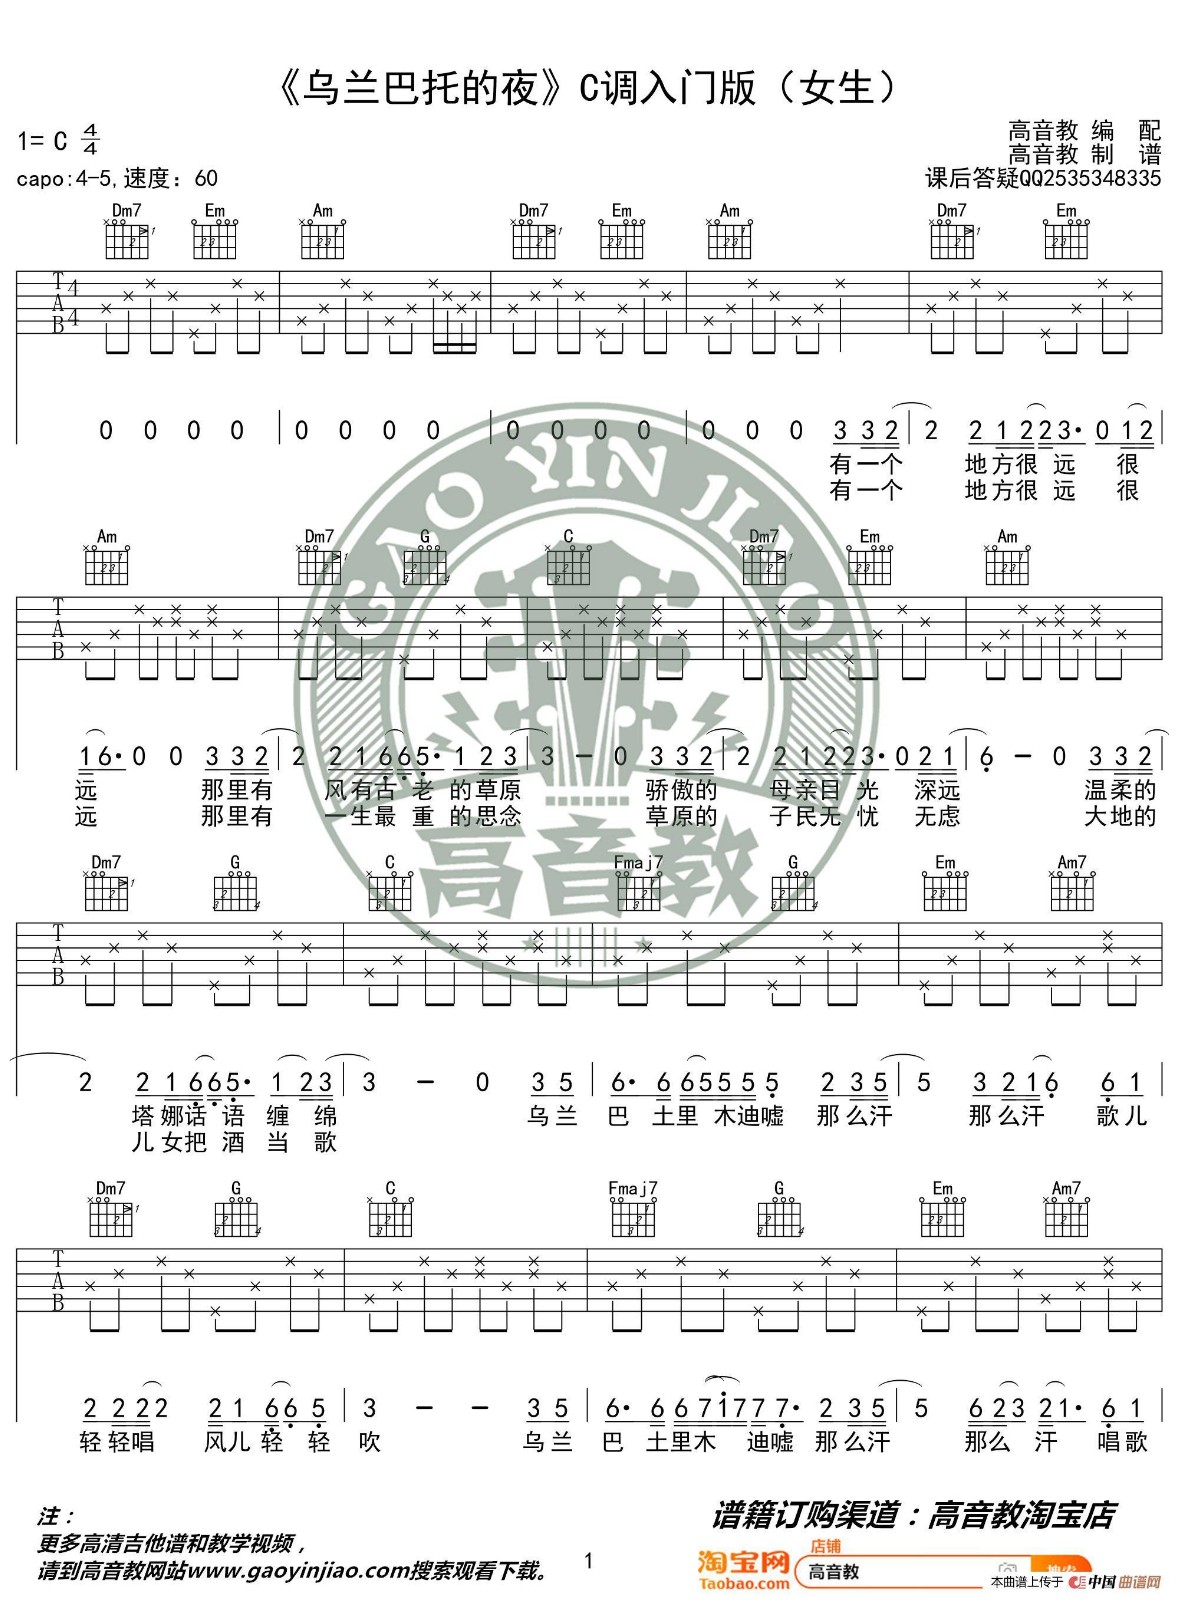 《乌兰巴托的夜》C调入门版（女生）
1= C 4/4
高音教 编 配
高音教 制 谱
capo:4-5,速度：60
课后答疑QQ2535348335
Dm7 Em Am Dm7 Em Am Dm7 Em
T 4
A
B 4
0 0 0 0 0 0 0 0 0 0 0 0 0 0 0 3 3 2 2 2 1 2 2 3· 0 1 2
有一个 地方很 远 很
有一个 地方很 远 很
GAO YIN JIAO
Am Dm7 G C Dm7 Em Am
T
A
B
1 6· 0 0 3 3 2 2 2 1 6 6 5· 1 2 3 3 - 0 3 3 2 2 2 1 2 2 3· 0 2 1 6 - 0 3 3 2
远 那里有 风有古 老 的草原 骄傲的 母亲目 光 深远 温柔的
远 那里有 一生最 重 的思念 草原的 子民无 忧 无虑 大地的
高音教
Dm7 G C Fmaj7 G Em Am7
T
A
B
2 2 1 6 6 5· 1 2 3 3 - 0 3 5 6· 6 6 5 5 5 5 2 3 5 5 3 2 1 6 6 1
塔 娜话 语 缠 绵 乌兰 巴 土里 木迪嘘 那么汗 那么汗 歌儿
儿 女把 酒 当 歌
Dm7 G C Fmaj7 G Em Am7
T
A
B
2 2 2 2 2 2 1 6 6 5 3 - - 3 5 6· 6 6 7 1 7 7 7· 2 3 5 5 6 2 3 2 1· 6 1
轻 轻唱 风儿 轻 轻 吹 乌兰 巴 土里木 迪嘘 那么汗 那么 汗 唱歌
注：
更多高清吉他谱和教学视频，
请到高音教网站www.gaoyinjiao.com搜索观看下载。
1
谱籍订购渠道：高音教淘宝店
店铺
淘宝网
Taobao.com
高音教
本曲谱上传于 中国曲谱网